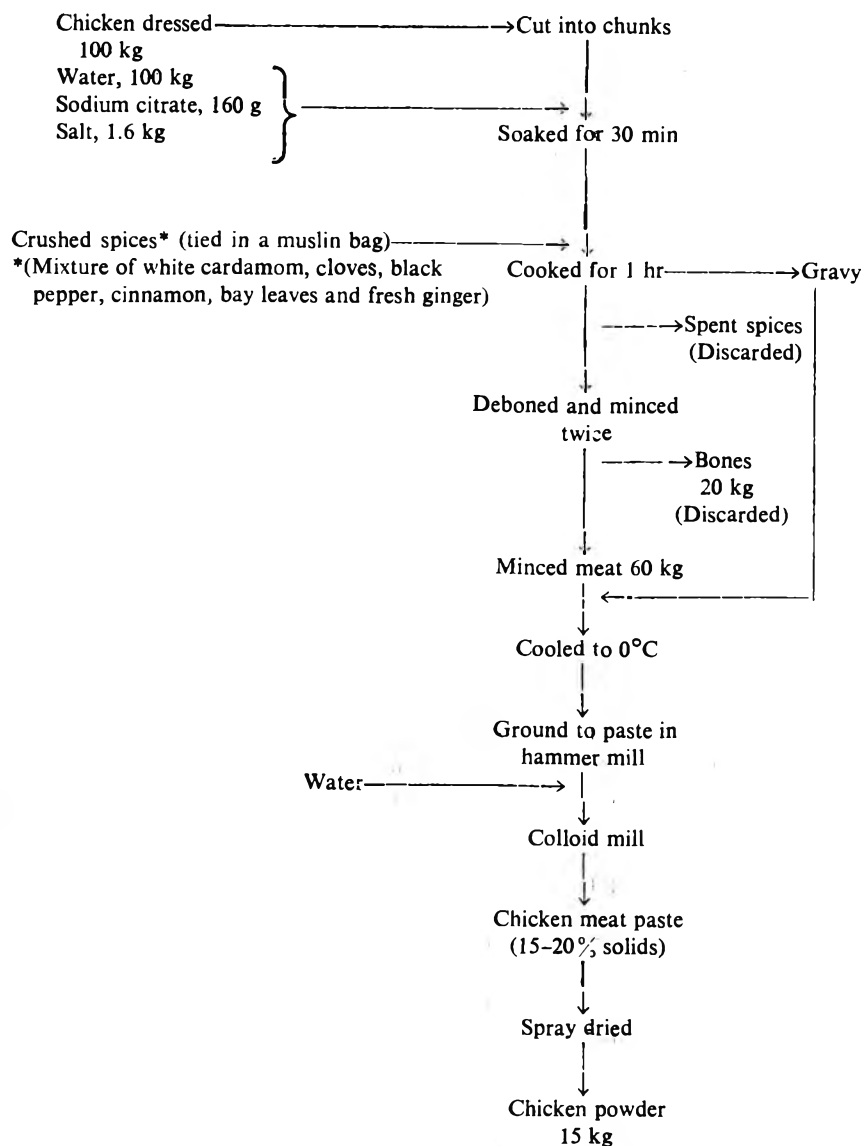 Chicken dressed
100 kg
Cut into chunks
Water, 100 kg
Sodium citrate, 160 g
Salt, 1.6 kg
Soaked for 30 min
Crushed spices* (tied in a muslin bag)
*(Mixture of white cardamom, cloves, black
pepper, cinnamon, bay leaves and fresh ginger)
Cooked for 1 hr
Gravy
Spent spices
(Discarded)
Deboned and minced
twice
Bones
20 kg
(Discarded)
Minced meat 60 kg
Cooled to 0°C
Ground to paste in
hammer mill
Water
Colloid mill
Chicken meat paste
(15–20% solids)
Spray dried
Chicken powder
15 kg